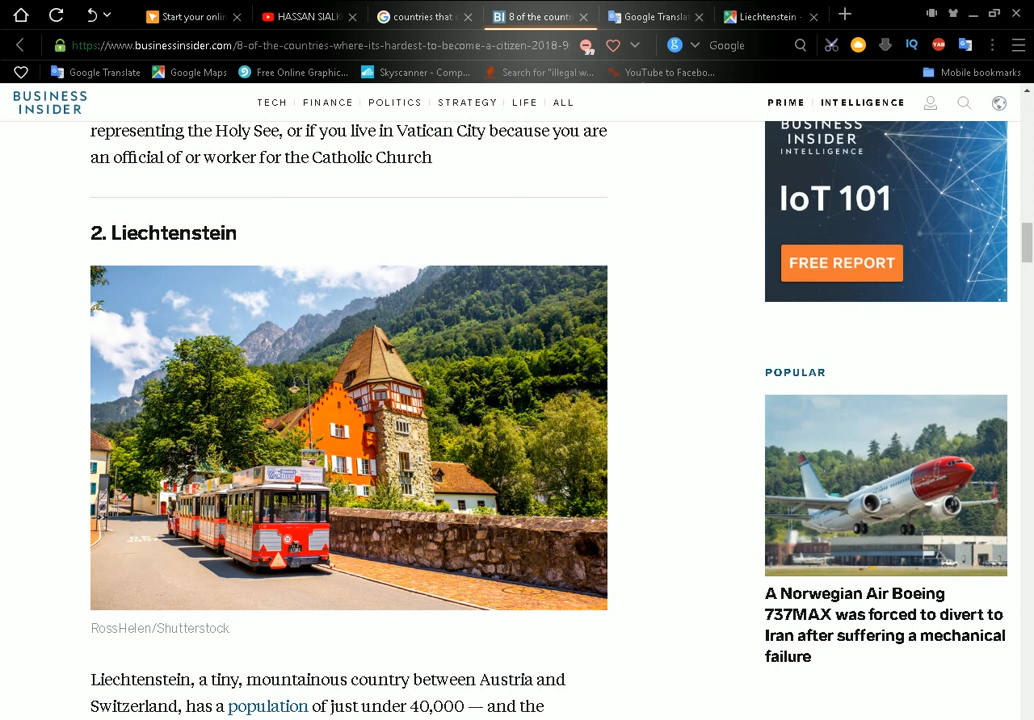 Start your onlin
HASSAN SIALK
countries that c
8 of the countr
Google Translat
Liechtenstein -
https://www.businessinsider.com/8-of-the-countries-where-its-hardest-to-become-a-citizen-2018-9
Google
IQ
Google Translate
Google Maps
Free Online Graphic...
Skyscanner - Comp...
Search for "illegal w...
YouTube to Facebo...
Mobile bookmarks
BUSINESS
INSIDER
TECH
FINANCE
POLITICS
STRATEGY
LIFE
ALL
PRIME
INTELLIGENCE
representing the Holy See, or if you live in Vatican City because you are
an official of or worker for the Catholic Church
2. Liechtenstein
RossHelen/Shutterstock
Liechtenstein, a tiny, mountainous country between Austria and
Switzerland, has a population of just under 40,000 — and the
BUSINESS
INSIDER
INTELLIGENCE
IoT 101
FREE REPORT
POPULAR
A Norwegian Air Boeing
737MAX was forced to divert to
Iran after suffering a mechanical
failure